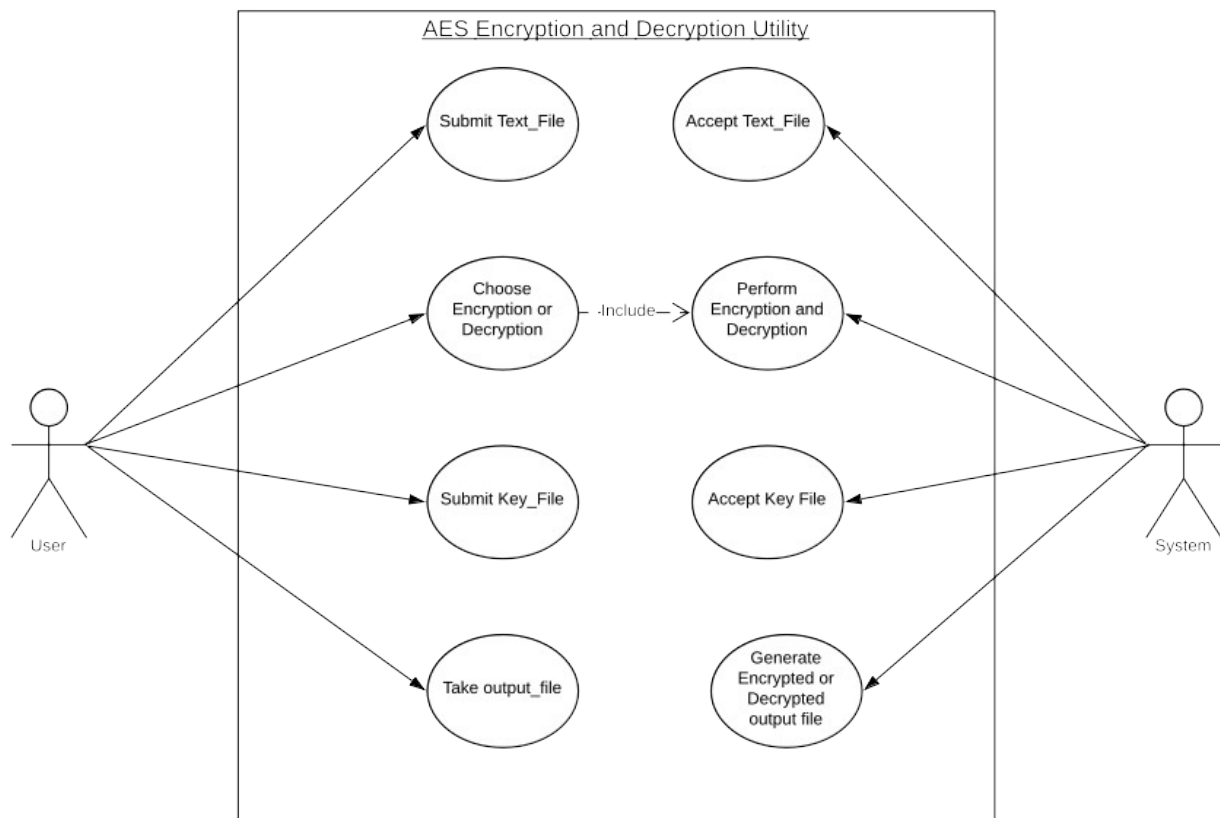 AES Encryption and Decryption Utility
Submit Text_File
Accept Text_File
Choose
Encryption or
Decryption
Include
Perform
Encryption and
Decryption
User
Submit Key_File
Accept Key File
System
Take output_file
Generate
Encrypted or
Decrypted
output file